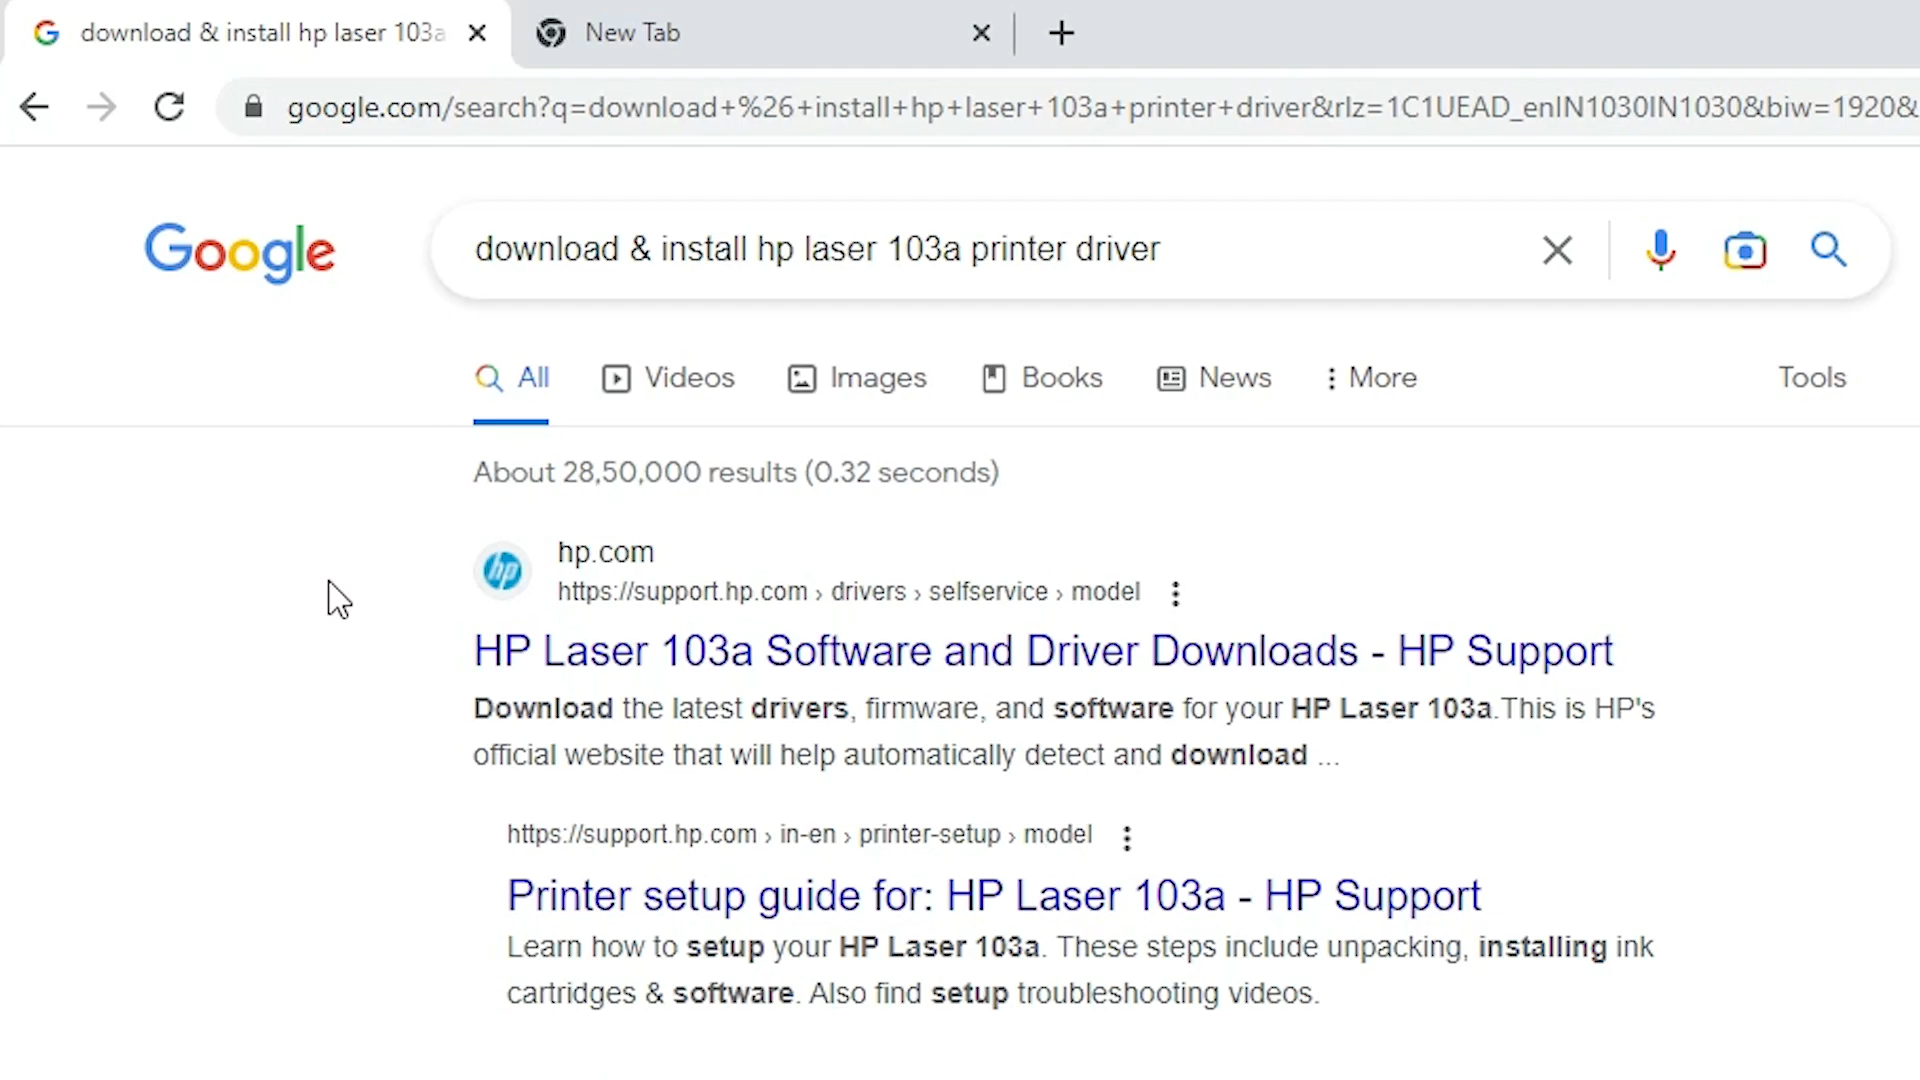 download & install hp laser 103a
New Tab
google.com/search?q=download+%26+install+hp+laser+103a+printer+driver&rlz=1C1UEAD_enIN1030IN1030&biw=1920&
Google
download & install hp laser 103a printer driver
All Videos Images Books News More Tools
About 28,50,000 results (0.32 seconds)
hp
hp.com
https://support.hp.com › drivers › selfservice › model
HP Laser 103a Software and Driver Downloads - HP Support
Download the latest drivers, firmware, and software for your HP Laser 103a.This is HP's
official website that will help automatically detect and download ...
https://support.hp.com › in-en › printer-setup › model
Printer setup guide for: HP Laser 103a - HP Support
Learn how to setup your HP Laser 103a. These steps include unpacking, installing ink
cartridges & software. Also find setup troubleshooting videos.